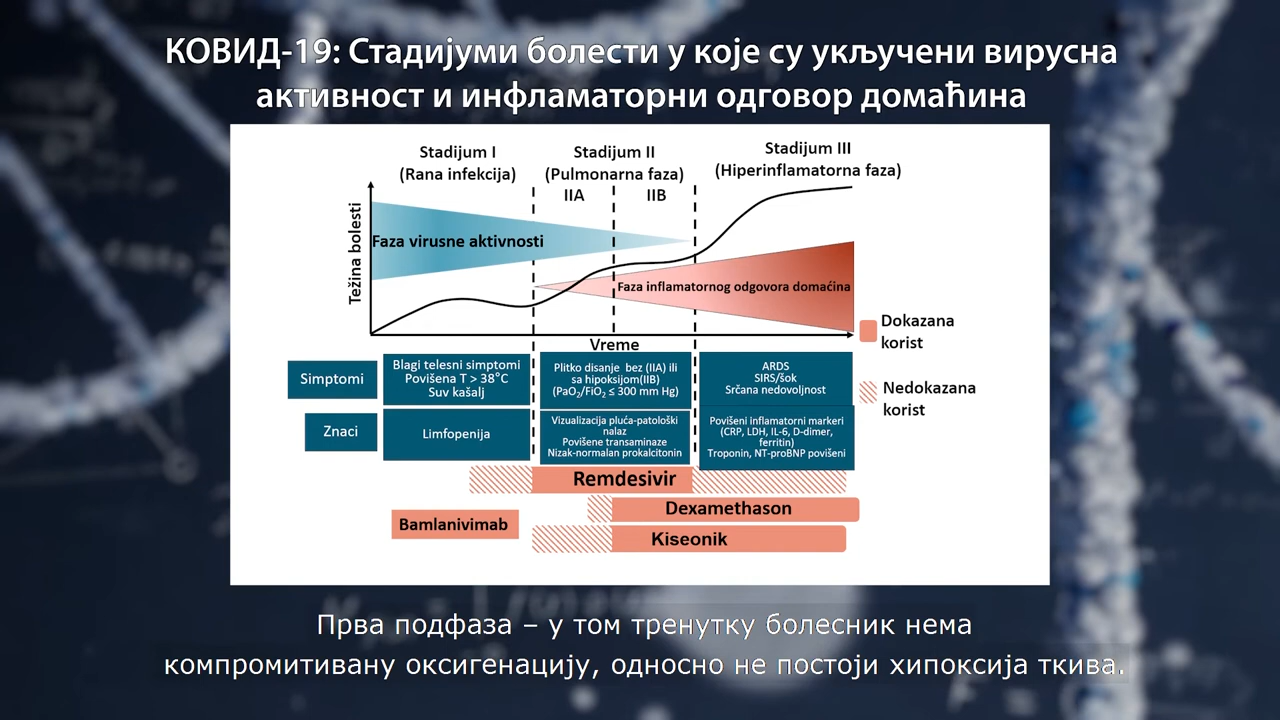 КОВИД-19: Стадијуми болести у које су укључени вирусна
активност и инфламаторни одговор домаћина
Stadijum I
(Rana infekcija)
Stadijum II
(Pulmonarna faza)
IIA
IIB
Stadijum III
(Hiperinflamatorna faza)
Težina bolesti
Faza virusne aktivnosti
Faza inflamatornog odgovora domaćina
Vreme
Dokazana
korist
Nedokazana
korist
Simptomi
Blagi telesni simptomi
Povišena T > 38°C
Suv kašalj
Plitko disanje bez (IIA) ili
sa hipoksijom(IIB)
(PaO₂/FiO₂ ≤ 300 mm Hg)
ARDS
SIRS/šok
Srčana nedovoljnost
Znaci
Limfopenija
Vizualizacija pluća-patološki
nalaz
Povišene transaminaze
Nizak-normalan prokalcitonin
Povišeni inflamatorni markeri
(CRP, LDH, IL-6, D-dimer,
ferritin)
Troponin, NT-proBNP povišeni
Remdesivir
Dexamethason
Bamlanivimab
Kiseonik
Прва подфаза – у том тренутку болесник нема
компромитивану оксигенацију, односно не постоји хипоксија ткива.